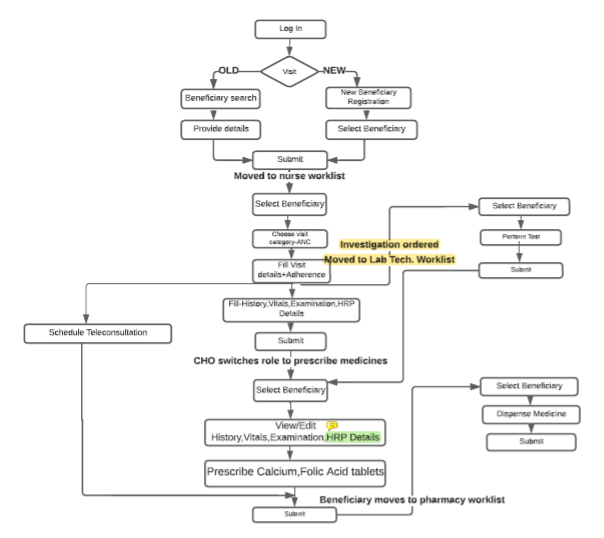 Log In
Visit
OLD
NEW
Beneficiary search
New Beneficiary
Registration
Provide details
Select Beneficiary
Submit
Moved to nurse worklist
Select Beneficiary
Select Beneficiary
Choose visit
category-ANC
Perform Test
Investigation ordered
Moved to Lab Tech. Worklist
Fill Visit
details+Adherence
Submit
Fill-History,Vitals,Examination,HRP
Details
Schedule Teleconsultation
Submit
CHO switches role to prescribe medicines
Select Beneficiary
Select Beneficiary
Dispense Medicine
View/Edit
History,Vitals,Examination,HRP Details
Submit
Prescribe Calcium,Folic Acid tablets
Beneficiary moves to pharmacy worklist
Submit